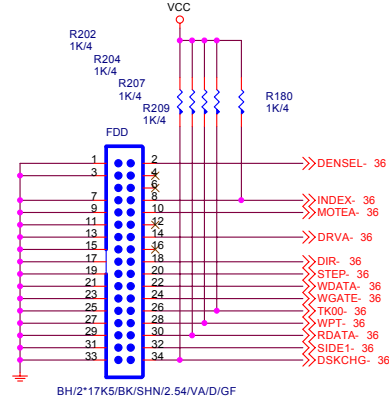 VCC
R202
1K/4
R204
1K/4
R207
1K/4
R209
1K/4
R180
1K/4
FDD
1 2 DENSEL- 36
3 4
6
7 8 INDEX- 36
9 10 MOTEA- 36
11 12
13 14 DRVA- 36
15 16
17 18 DIR- 36
19 20 STEP- 36
21 22 WDATA- 36
23 24 WGATE- 36
25 26 TK00- 36
27 28 WPT- 36
29 30 RDATA- 36
31 32 SIDE1- 36
33 34 DSKCHG- 36
BH/2*17K5/BK/SHN/2.54/VA/D/GF